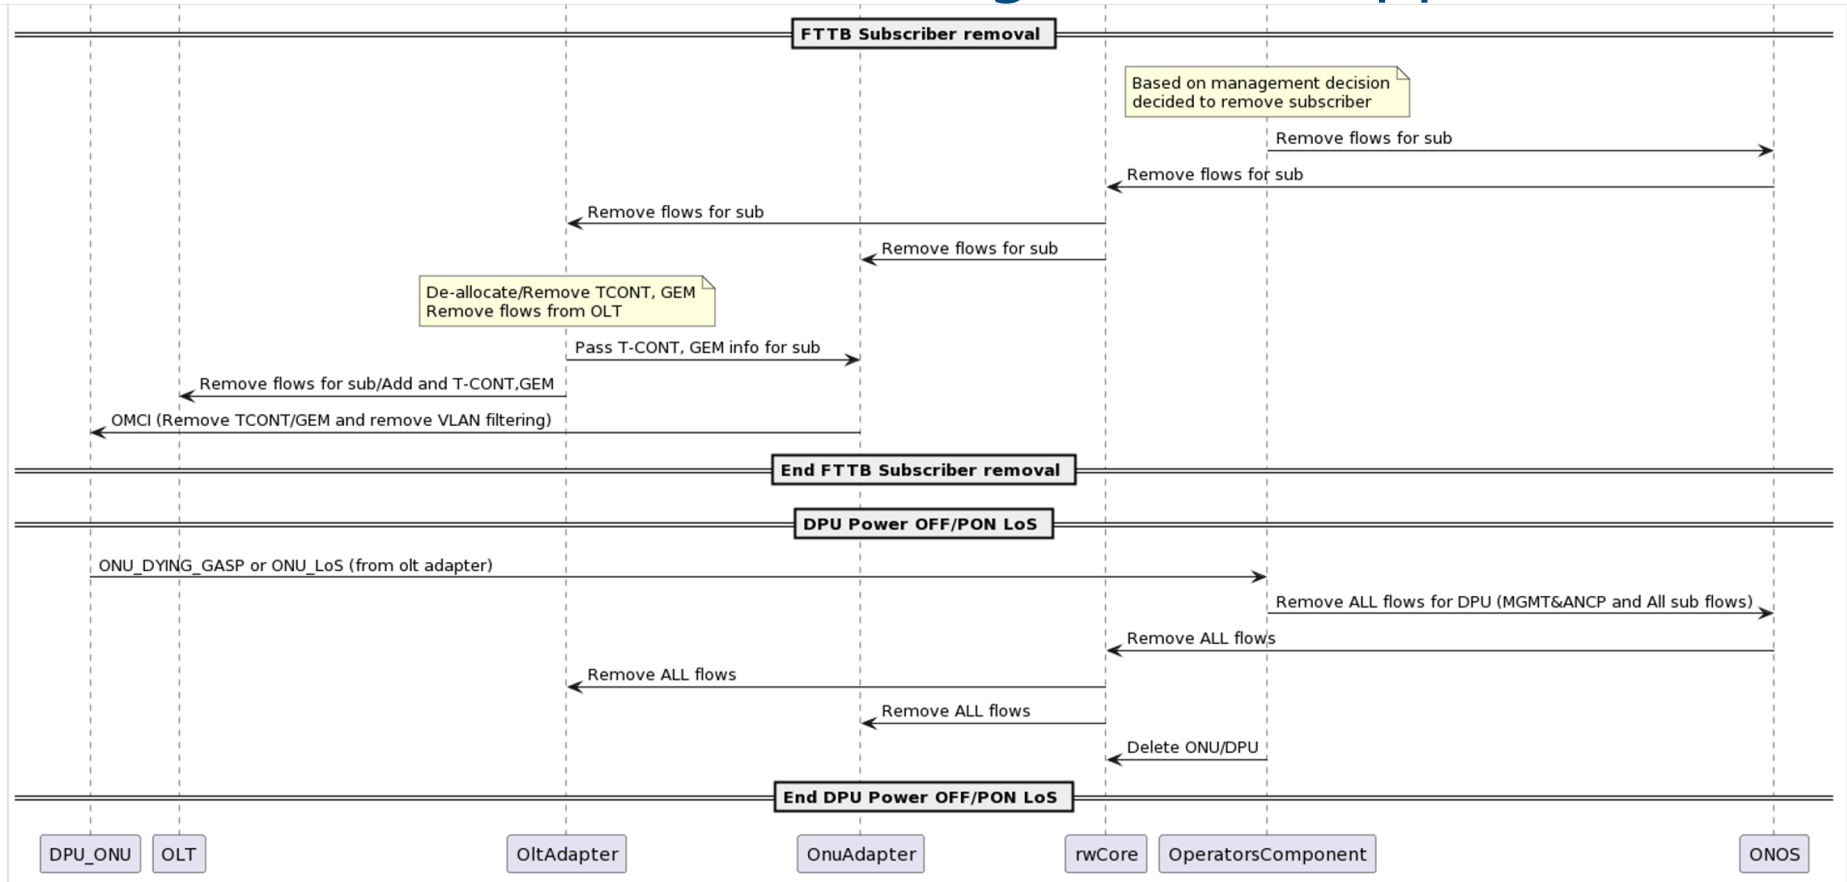 FTTB Subscriber removal
Based on management decision
decided to remove subscriber
Remove flows for sub
Remove flows for sub
Remove flows for sub
Remove flows for sub
De-allocate/Remove TCONT, GEM
Remove flows from OLT
Pass T-CONT, GEM info for sub
Remove flows for sub/Add and T-CONT,GEM
OMCI (Remove TCONT/GEM and remove VLAN filtering)
End FTTB Subscriber removal
DPU Power OFF/PON LoS
ONU_DYING_GASP or ONU_LoS (from olt adapter)
Remove ALL flows for DPU (MGMT&ANCP and All sub flows)
Remove ALL flows
Remove ALL flows
Remove ALL flows
Delete ONU/DPU
End DPU Power OFF/PON LoS
DPU_ONU
OLT
OltAdapter
OnuAdapter
rwCore
OperatorsComponent
ONOS